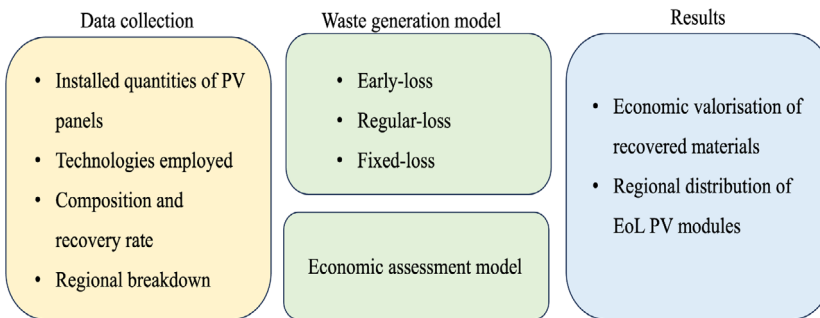 Data collection
• Installed quantities of PV
panels
• Technologies employed
• Composition and
recovery rate
• Regional breakdown
Waste generation model
• Early-loss
• Regular-loss
• Fixed-loss
Economic assessment model
Results
• Economic valorisation of
recovered materials
• Regional distribution of
EoL PV modules